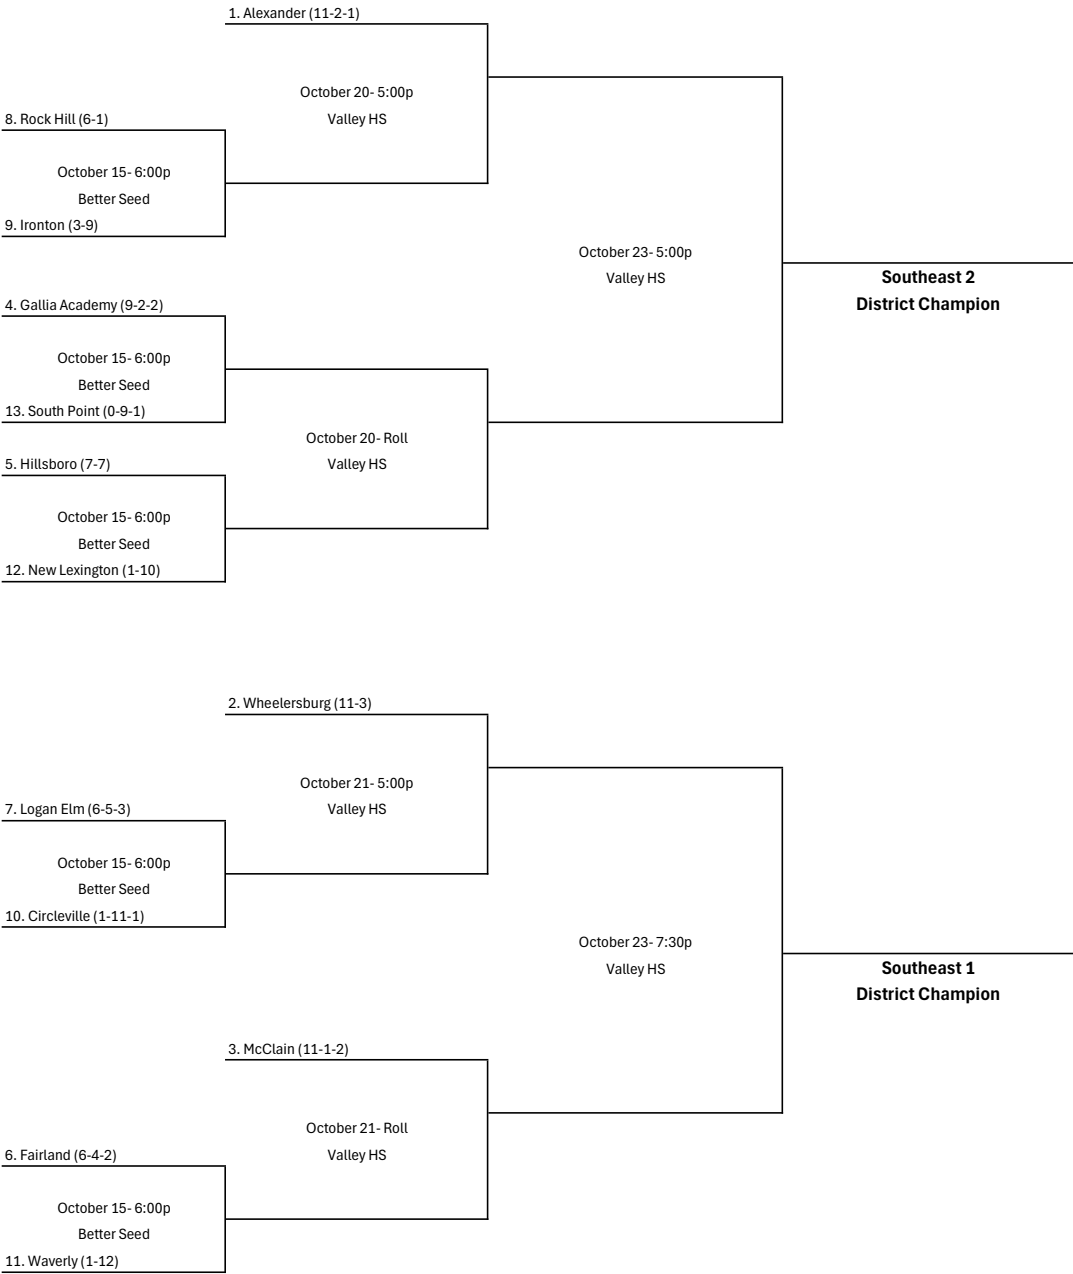 1. Alexander (11-2-1)
October 20- 5:00p
Valley HS
8. Rock Hill (6-1)
October 15- 6:00p
Better Seed
9. Ironton (3-9)
October 23- 5:00p
Valley HS
Southeast 2
District Champion
4. Gallia Academy (9-2-2)
October 15- 6:00p
Better Seed
13. South Point (0-9-1)
October 20- Roll
Valley HS
5. Hillsboro (7-7)
October 15- 6:00p
Better Seed
12. New Lexington (1-10)
2. Wheelersburg (11-3)
October 21- 5:00p
Valley HS
7. Logan Elm (6-5-3)
October 15- 6:00p
Better Seed
10. Circleville (1-11-1)
October 23- 7:30p
Valley HS
Southeast 1
District Champion
3. McClain (11-1-2)
October 21- Roll
Valley HS
6. Fairland (6-4-2)
October 15- 6:00p
Better Seed
11. Waverly (1-12)